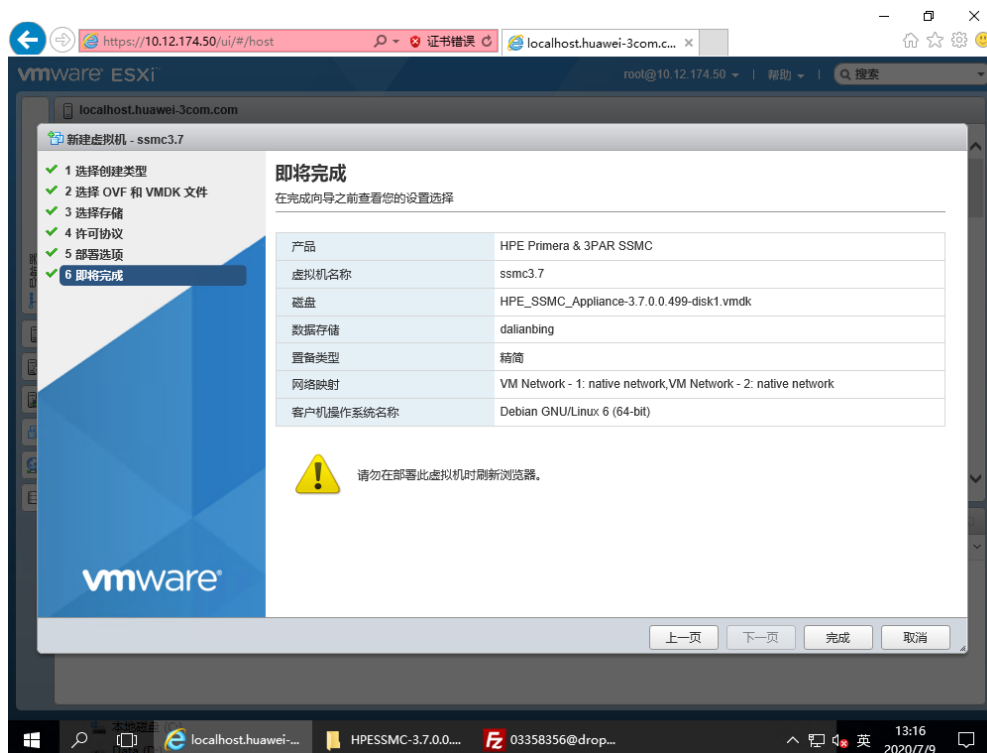 https://10.12.174.50/ui/#/host
证书错误
localhost.huawei-3com.c...
vmware ESXi
root@10.12.174.50
帮助
搜索
localhost.huawei-3com.com
新建虚拟机 - ssmc3.7
1 选择创建类型
2 选择 OVF 和 VMDK 文件
3 选择存储
4 许可协议
5 部署选项
6 即将完成
即将完成
在完成向导之前查看您的设置选择
产品 HPE Primera & 3PAR SSMC
虚拟机名称 ssmc3.7
磁盘 HPE_SSMC_Appliance-3.7.0.0.499-disk1.vmdk
数据存储 dalianbing
置备类型 精简
网络映射 VM Network - 1: native network,VM Network - 2: native network
客户机操作系统名称 Debian GNU/Linux 6 (64-bit)
请勿在部署此虚拟机时刷新浏览器。
vmware
上一页 下一页 完成 取消
本地磁盘 (C:)
localhost.huawei-...
HPESSMC-3.7.0.0....
03358356@drop...
英
13:16
2020/7/9